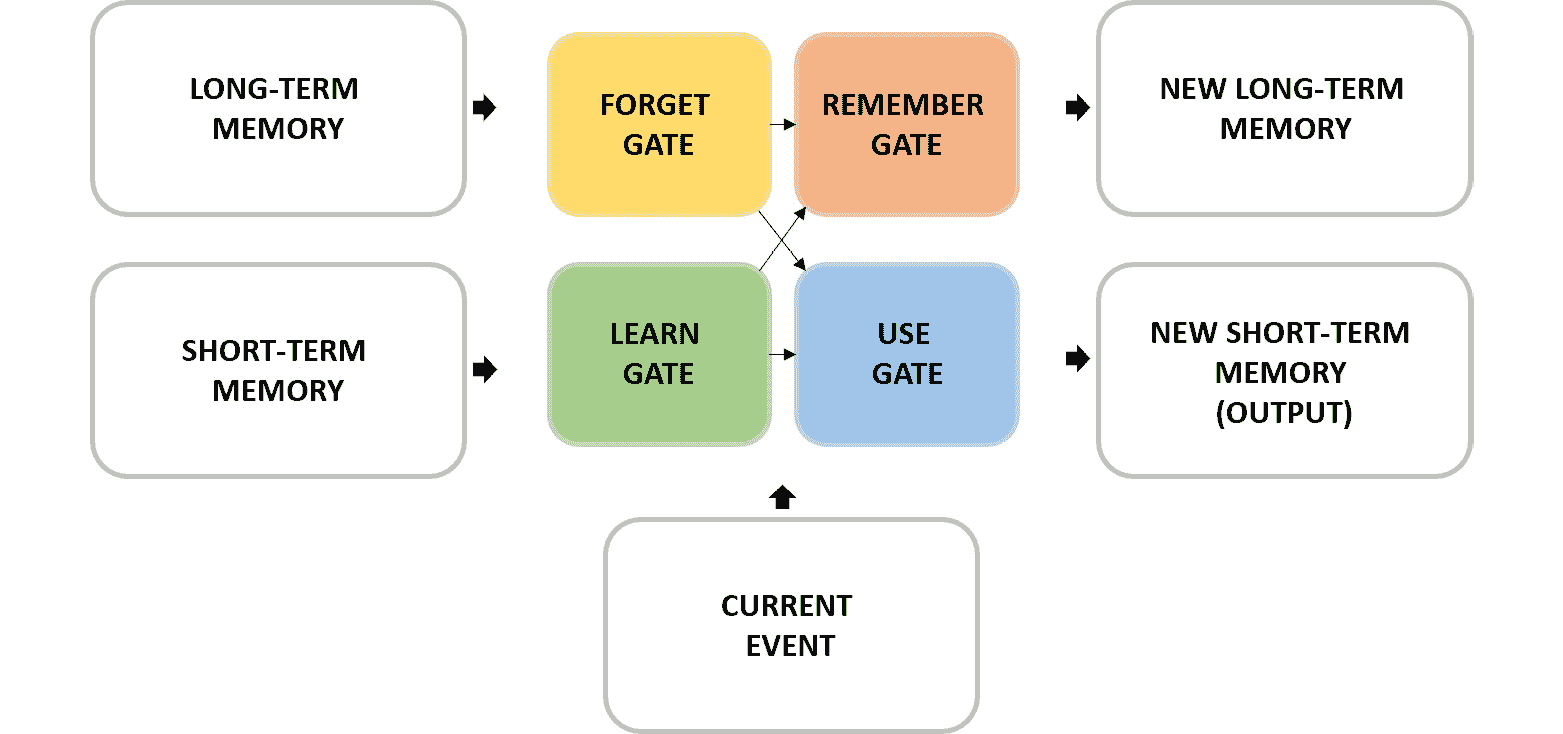 LONG-TERM
MEMORY
FORGET
GATE
REMEMBER
GATE
NEW LONG-TERM
MEMORY
SHORT-TERM
MEMORY
LEARN
GATE
USE
GATE
NEW SHORT-TERM
MEMORY
(OUTPUT)
CURRENT
EVENT